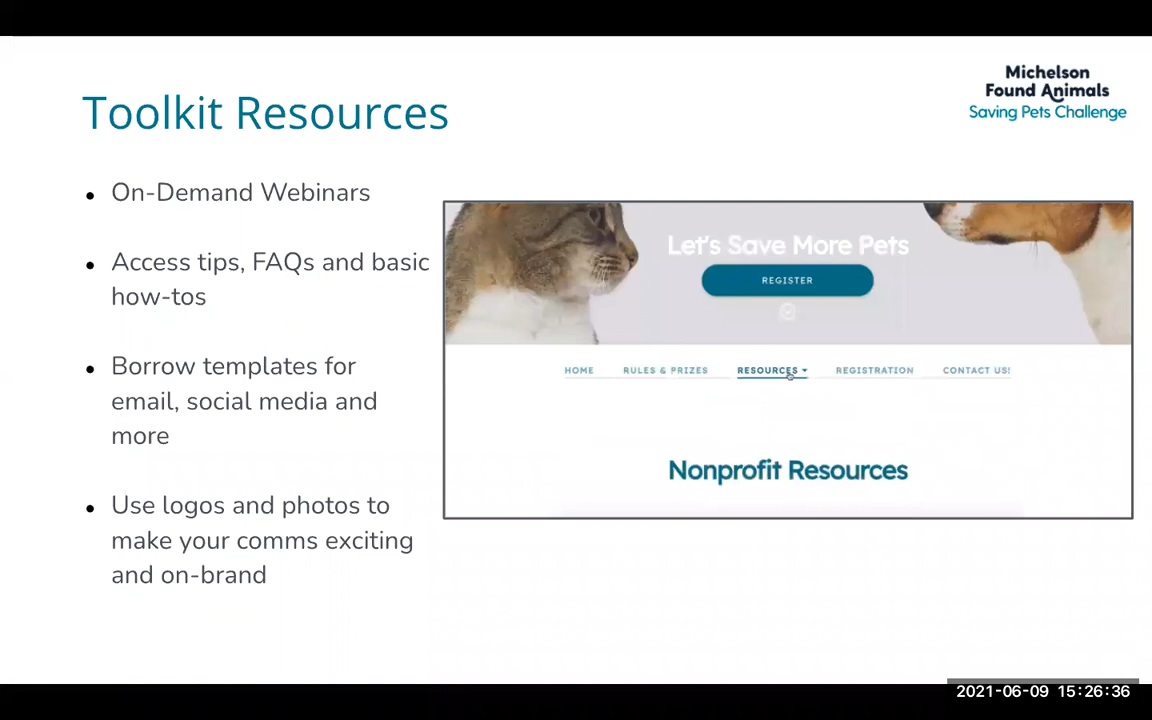 Michelson
Found Animals
Saving Pets Challenge
Toolkit Resources
• On-Demand Webinars
• Access tips, FAQs and basic
how-tos
• Borrow templates for
email, social media and
more
• Use logos and photos to
make your comms exciting
and on-brand
Let's Save More Pets
REGISTER
HOME RULES & PRIZES RESOURCES REGISTRATION CONTACT US!
Nonprofit Resources
2021-06-09 15:26:36